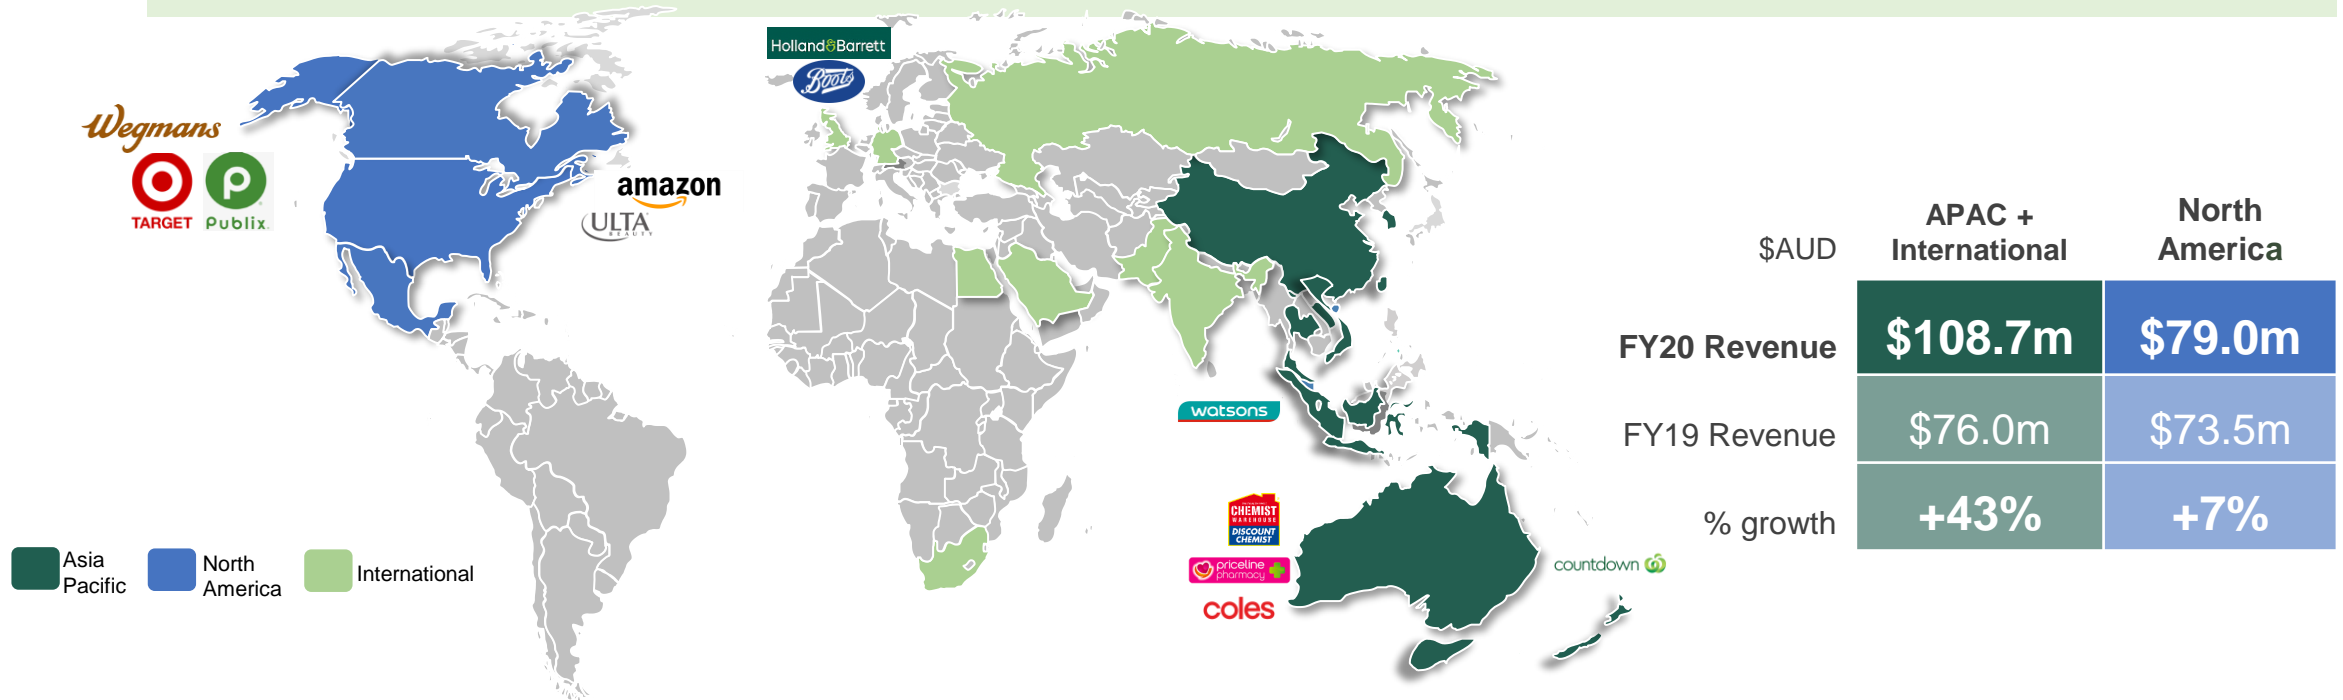 Holland&Barrett
Boots
Wegmans
TARGET
Publix.
amazon
ULTA
BEAUTY
watsons
CHEMIST
WAREHOUSE
DISCOUNT
CHEMIST
priceline
pharmacy
coles
countdown
Asia
Pacific
North
America
International
$AUD
APAC +
International
North
America
FY20 Revenue
$108.7m
$79.0m
FY19 Revenue
$76.0m
$73.5m
% growth
+43%
+7%